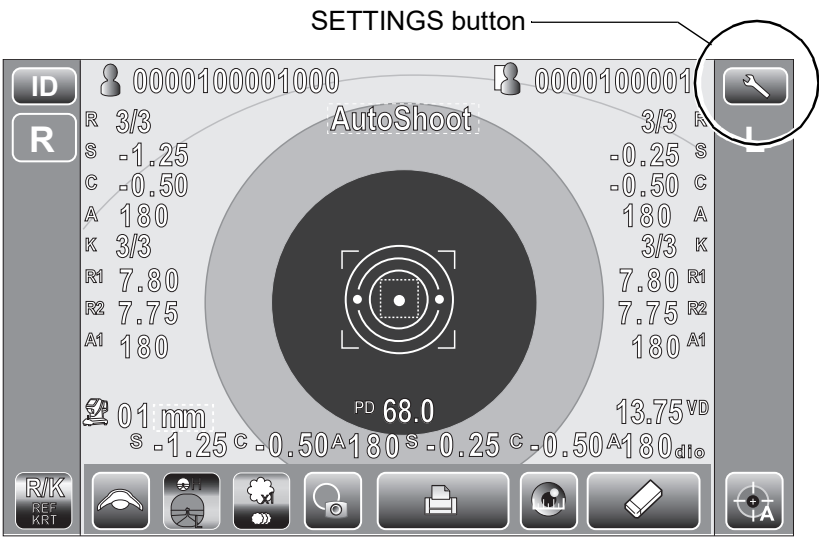 SETTINGS button
ID 0000100001000 0000100001
R 3/3 AutoShoot 3/3 R
R L
S -1.25 -0.25 S
C -0.50 -0.50 C
A 180 180 A
K 3/3 3/3 K
R1 7.80 7.80 R1
R2 7.75 7.75 R2
A1 180 180 A1
01 mm PD 68.0 13.75 VD
S -1.25 C -0.50 A 180 S -0.25 C -0.50 A 180 dio
R/K
REF
KRT
H
L
x1
A